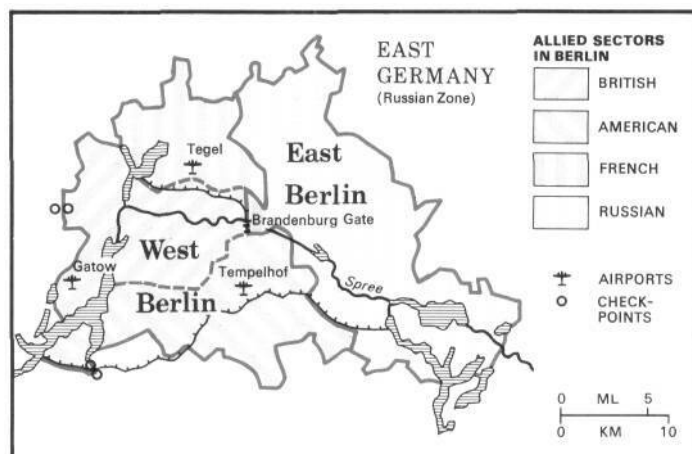 EAST
GERMANY
(Russian Zone)
ALLIED SECTORS
IN BERLIN
BRITISH
AMERICAN
FRENCH
RUSSIAN
AIRPORTS
CHECK-
POINTS
0 ML 5
0 KM 10
Tegel
East
Berlin
Brandenburg Gate
West
Gatow
Tempelhof
Berlin
Spree